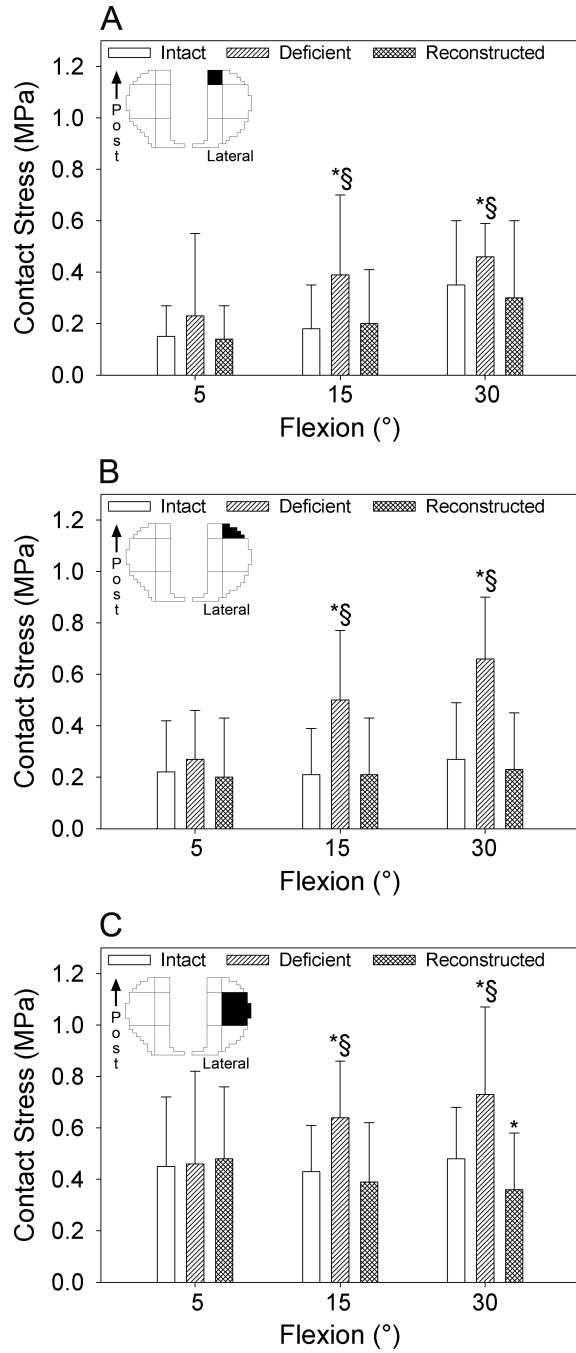 A
Intact Deficient Reconstructed
1.2
1.0
0.8
0.6
0.4
0.2
0.0
Contact Stress (MPa)
Post
Lateral
*§
*§
5 15 30
Flexion (°)
B
Intact Deficient Reconstructed
1.2
1.0
0.8
0.6
0.4
0.2
0.0
Contact Stress (MPa)
Post
Lateral
*§
*§
5 15 30
Flexion (°)
C
Intact Deficient Reconstructed
1.2
1.0
0.8
0.6
0.4
0.2
0.0
Contact Stress (MPa)
Post
Lateral
*§
*§
*
5 15 30
Flexion (°)